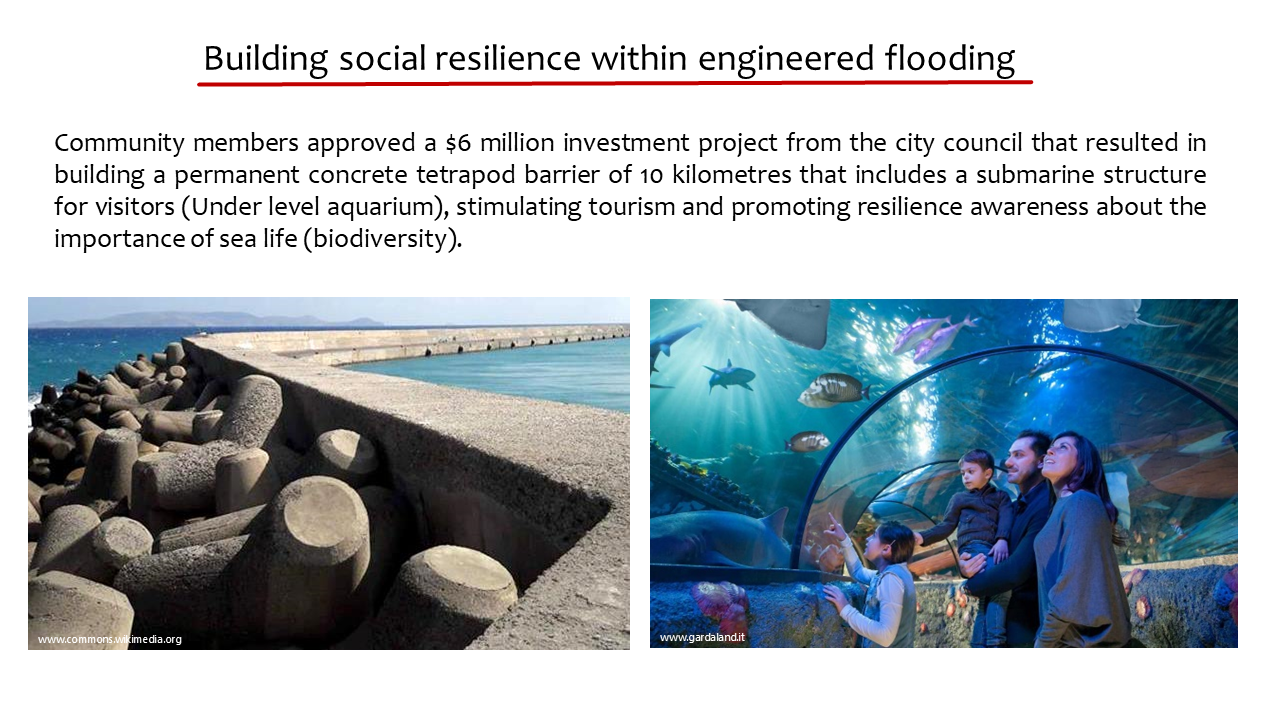 Building social resilience within engineered flooding
Community members approved a $6 million investment project from the city council that resulted in
building a permanent concrete tetrapod barrier of 10 kilometres that includes a submarine structure
for visitors (Under level aquarium), stimulating tourism and promoting resilience awareness about the
importance of sea life (biodiversity).
www.commons.wikimedia.org
www.gardaland.it